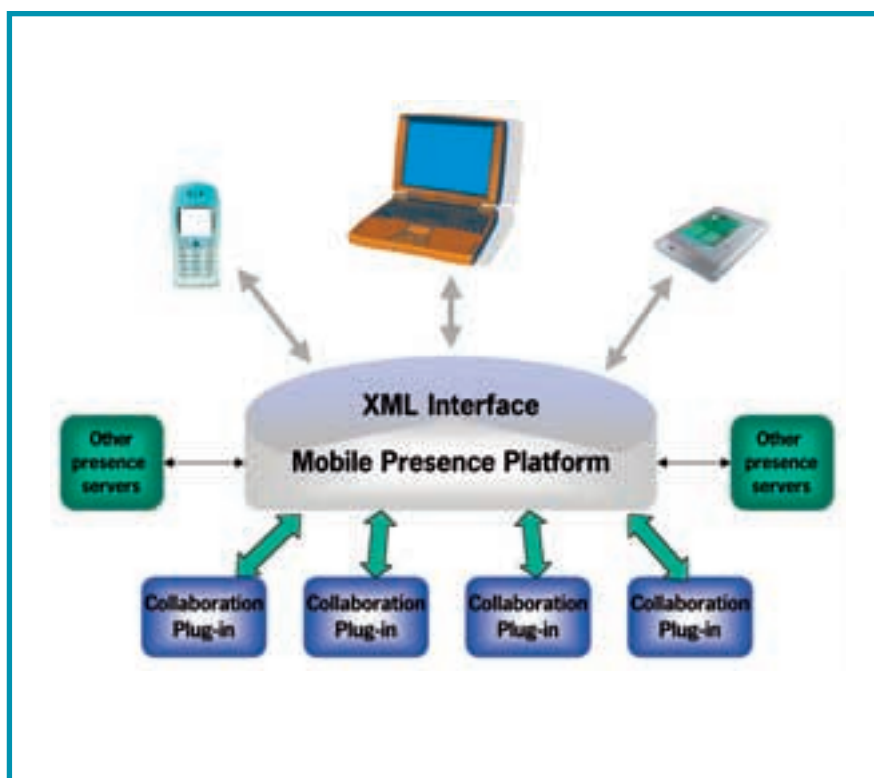 XML Interface
Mobile Presence Platform
Other
presence
servers
Other
presence
servers
Collaboration
Plug-in
Collaboration
Plug-in
Collaboration
Plug-in
Collaboration
Plug-in